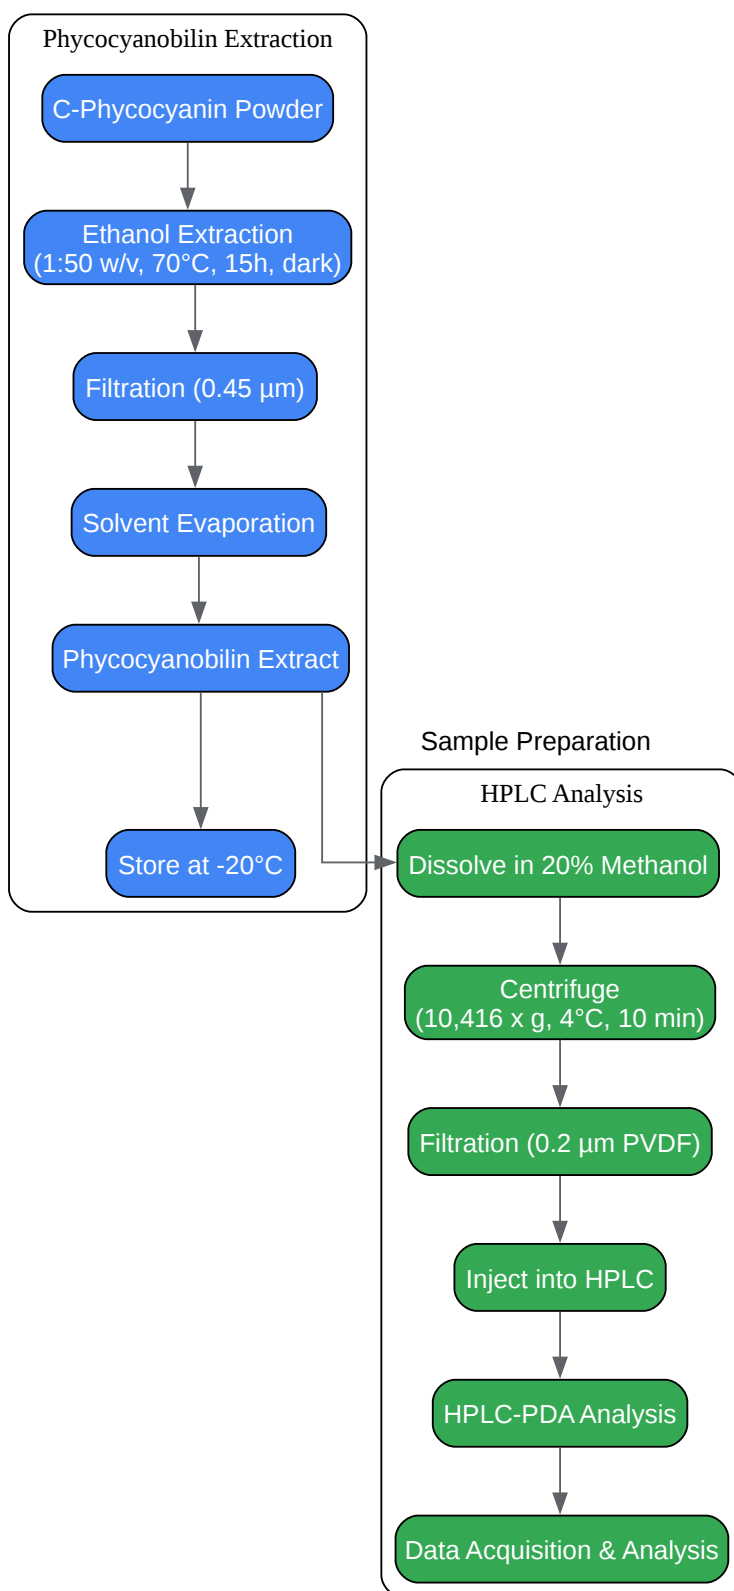 Phycocyanobilin Extraction
C-Phycocyanin Powder
Ethanol Extraction
(1:50 w/v, 70°C, 15h, dark)
Filtration (0.45 µm)
Solvent Evaporation
Phycocyanobilin Extract
Store at -20°C
Sample Preparation
HPLC Analysis
Dissolve in 20% Methanol
Centrifuge
(10,416 x g, 4°C, 10 min)
Filtration (0.2 µm PVDF)
Inject into HPLC
HPLC-PDA Analysis
Data Acquisition & Analysis